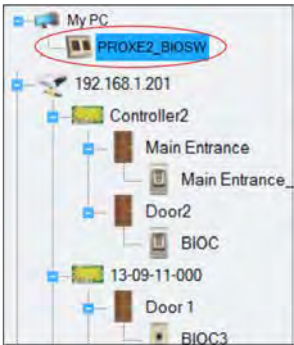 My PC
PROXE2_BIOSW
192.168.1.201
Controller2
Main Entrance
Main Entrance_
Door2
BIOC
13-09-11-000
Door 1
BIOC3